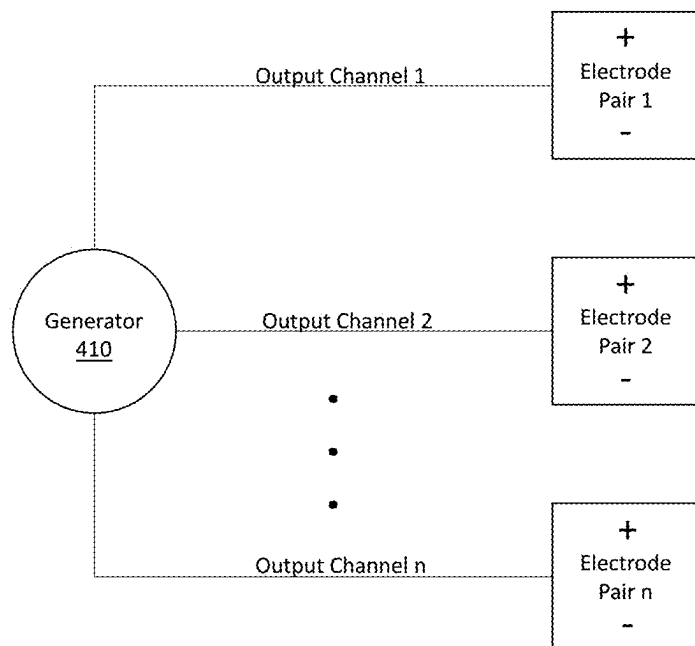 Output Channel 1
+
Electrode
Pair 1
-
Generator
410
Output Channel 2
+
Electrode
Pair 2
-
Output Channel n
+
Electrode
Pair n
-